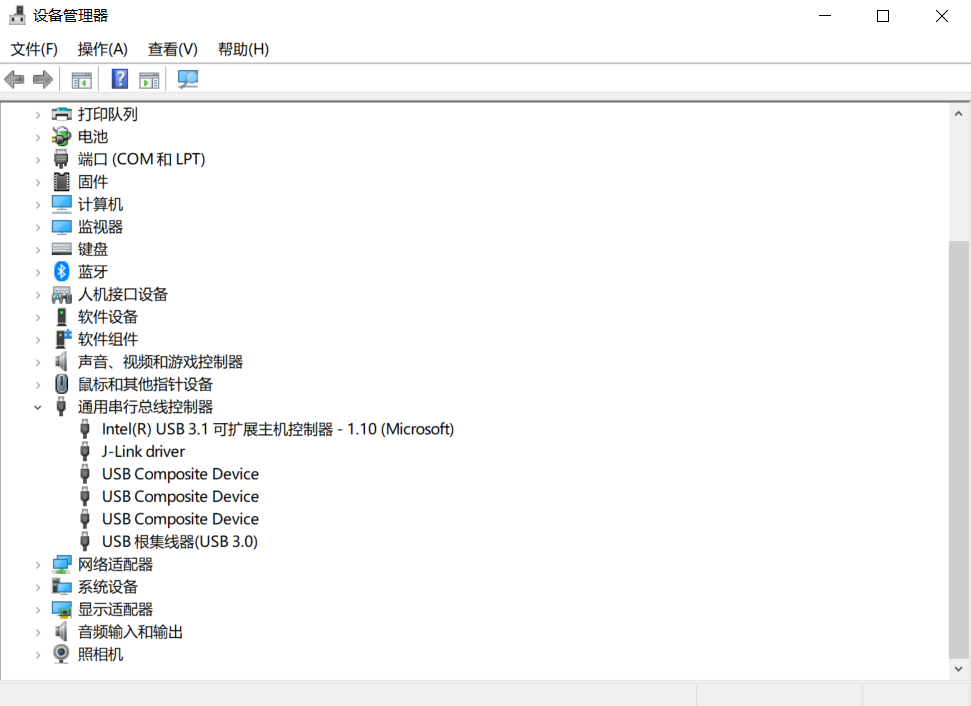 设备管理器
文件(F) 操作(A) 查看(V) 帮助(H)
打印队列
电池
端口 (COM 和 LPT)
固件
计算机
监视器
键盘
蓝牙
人机接口设备
软件设备
软件组件
声音、视频和游戏控制器
鼠标和其他指针设备
通用串行总线控制器
Intel(R) USB 3.1 可扩展主机控制器 - 1.10 (Microsoft)
J-Link driver
USB Composite Device
USB Composite Device
USB Composite Device
USB 根集线器(USB 3.0)
网络适配器
系统设备
显示适配器
音频输入和输出
照相机